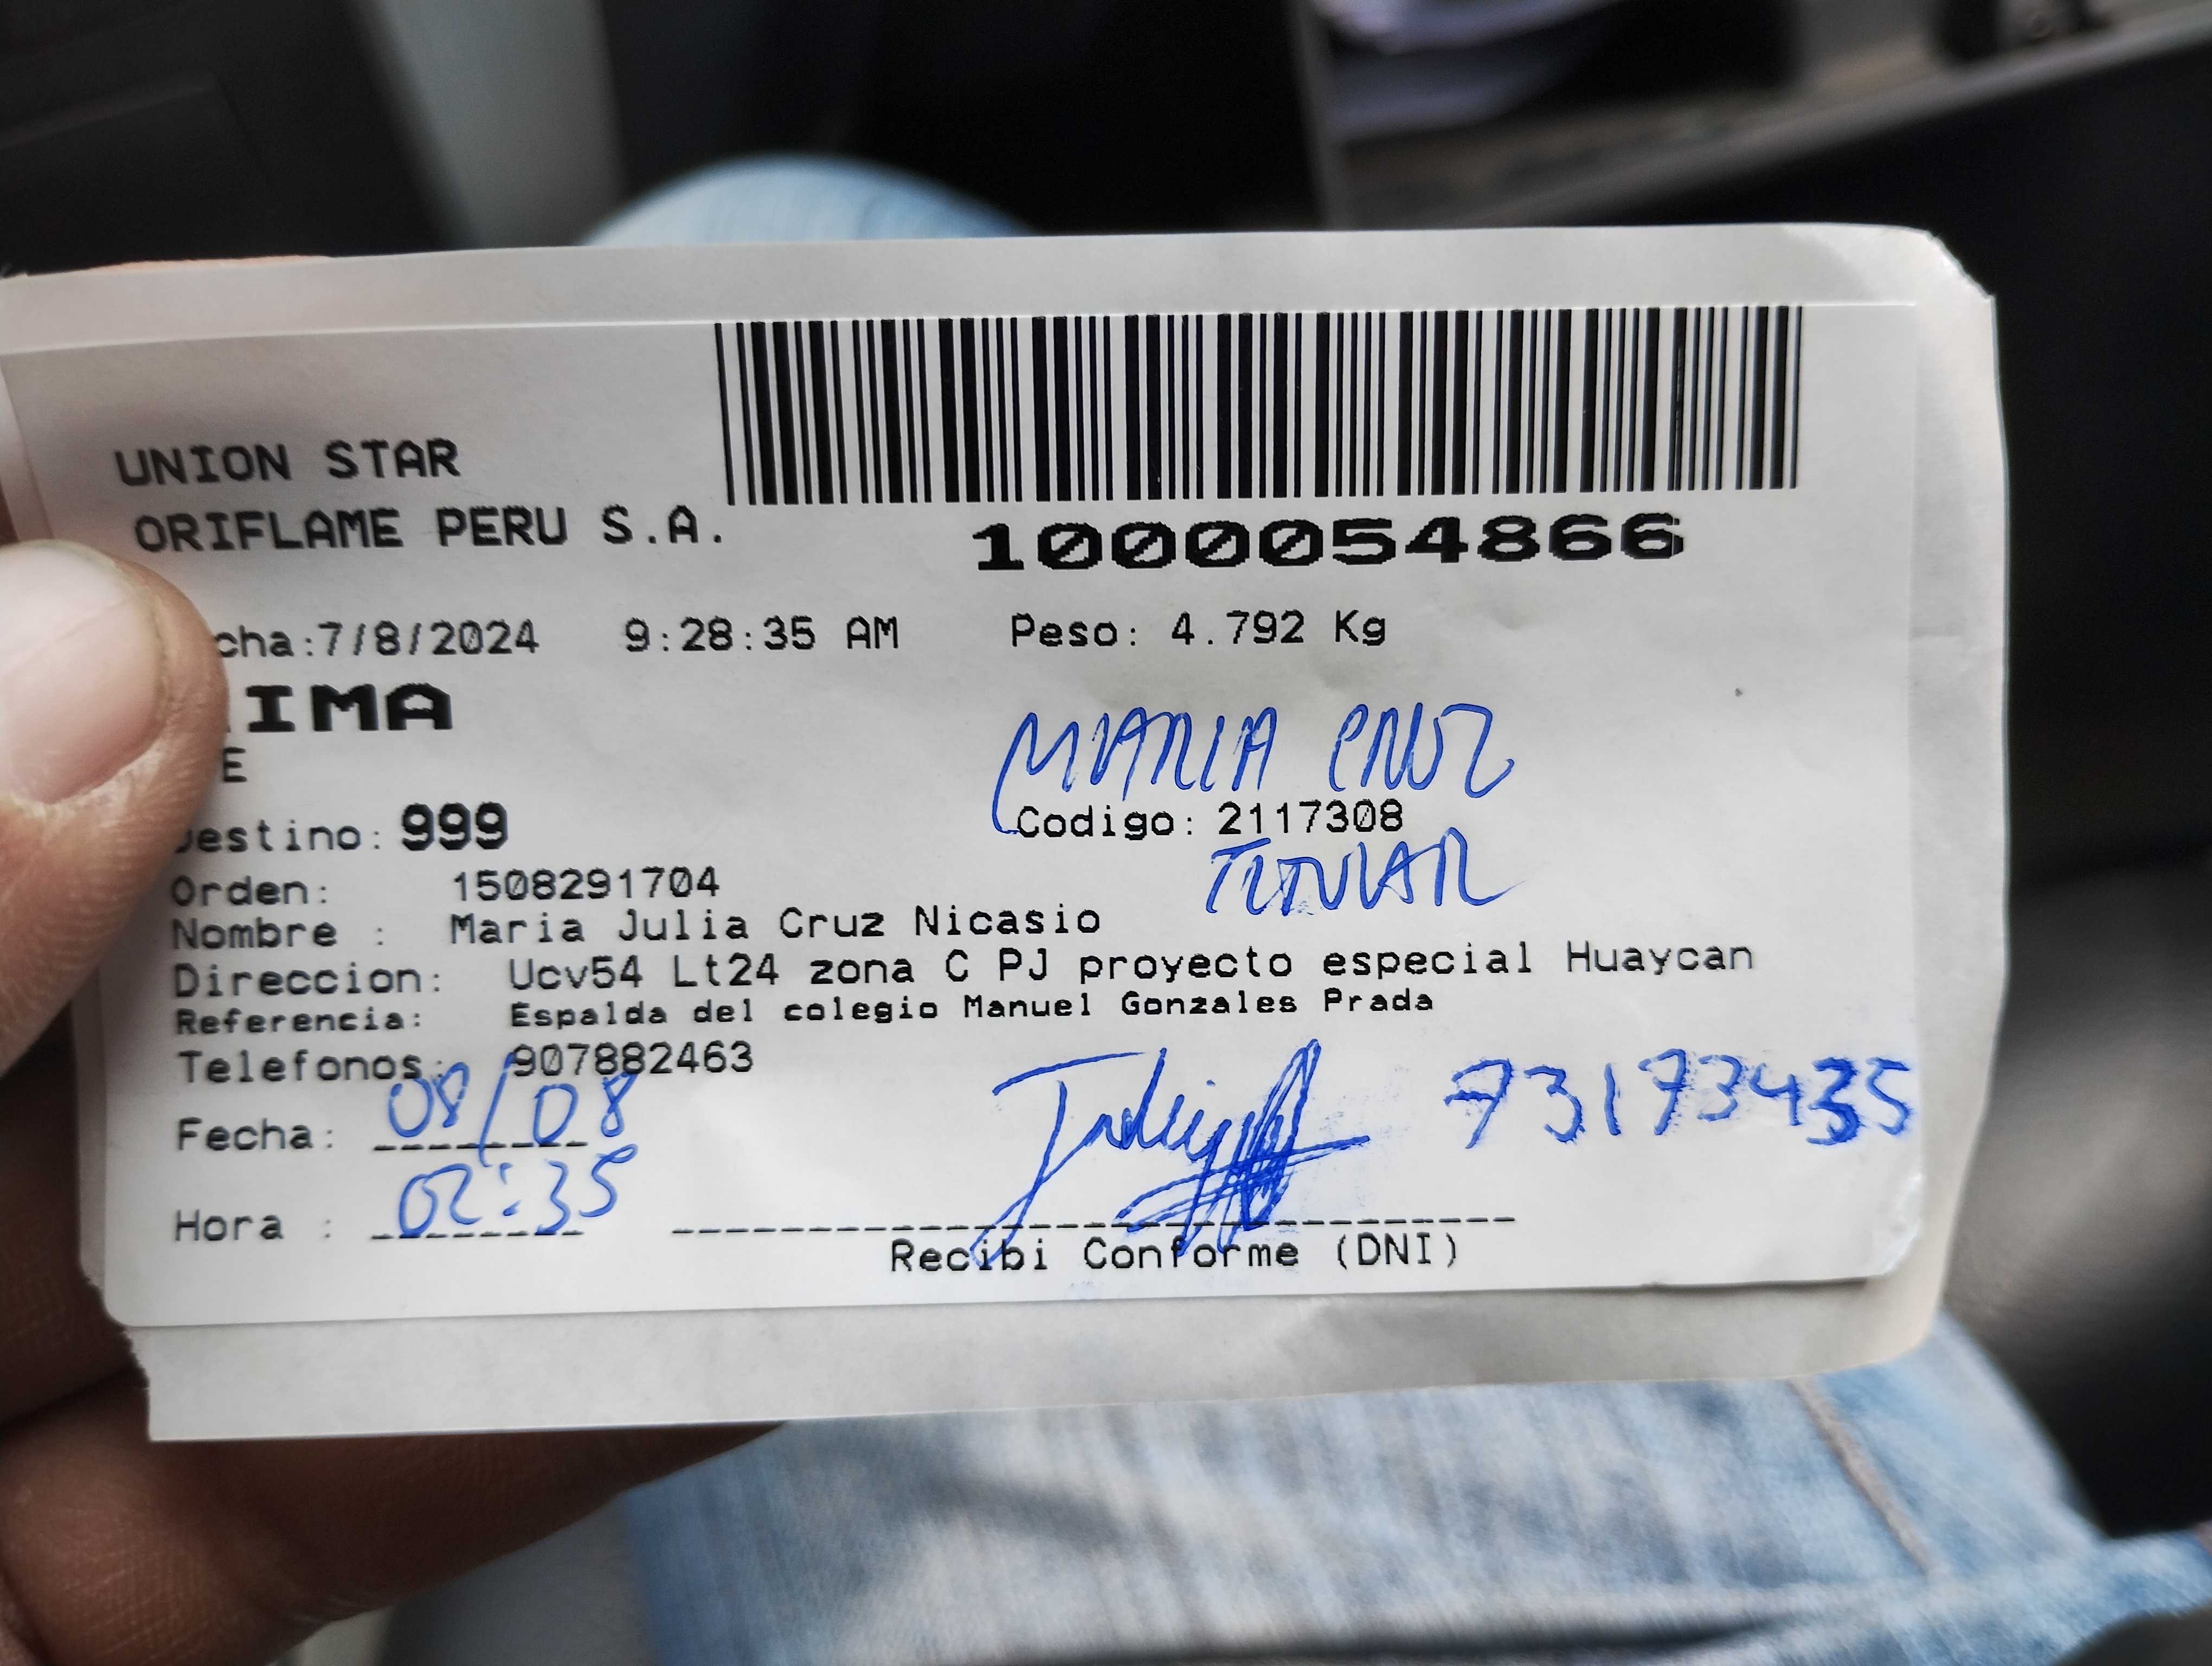 UNION STAR
ORIFLAME PERU S.A.
1000054866
cha:7/8/2024 9:28:35 AM Peso: 4.792 Kg
IMA
E
MARIA CRUZ
estino: 999 Codigo: 2117308
TITULAR
Orden: 1508291704
Nombre : Maria Julia Cruz Nicasio
Direccion: Ucv54 Lt24 zona C PJ proyecto especial Huaycan
Referencia: Espalda del colegio Manuel Gonzales Prada
Telefonos: 907882463
Fecha: 08/08 73173435
Hora : 02:35
Recibi Conforme (DNI)